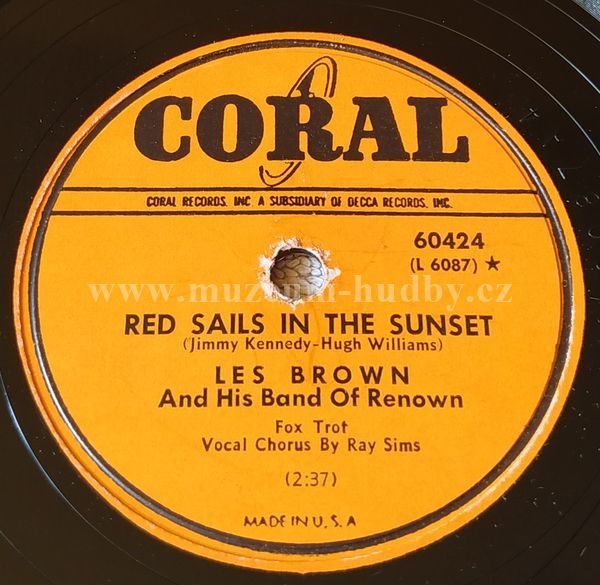 CORAL
CORAL RECORDS, INC. A SUBSIDIARY OF DECCA RECORDS, INC.
60424
(L 6087) ★
www.muzeum-hudby.cz
RED SAILS IN THE SUNSET
(Jimmy Kennedy-Hugh Williams)
LES BROWN
And His Band Of Renown
Fox Trot
Vocal Chorus By Ray Sims
(2:37)
MADE IN U.S.A